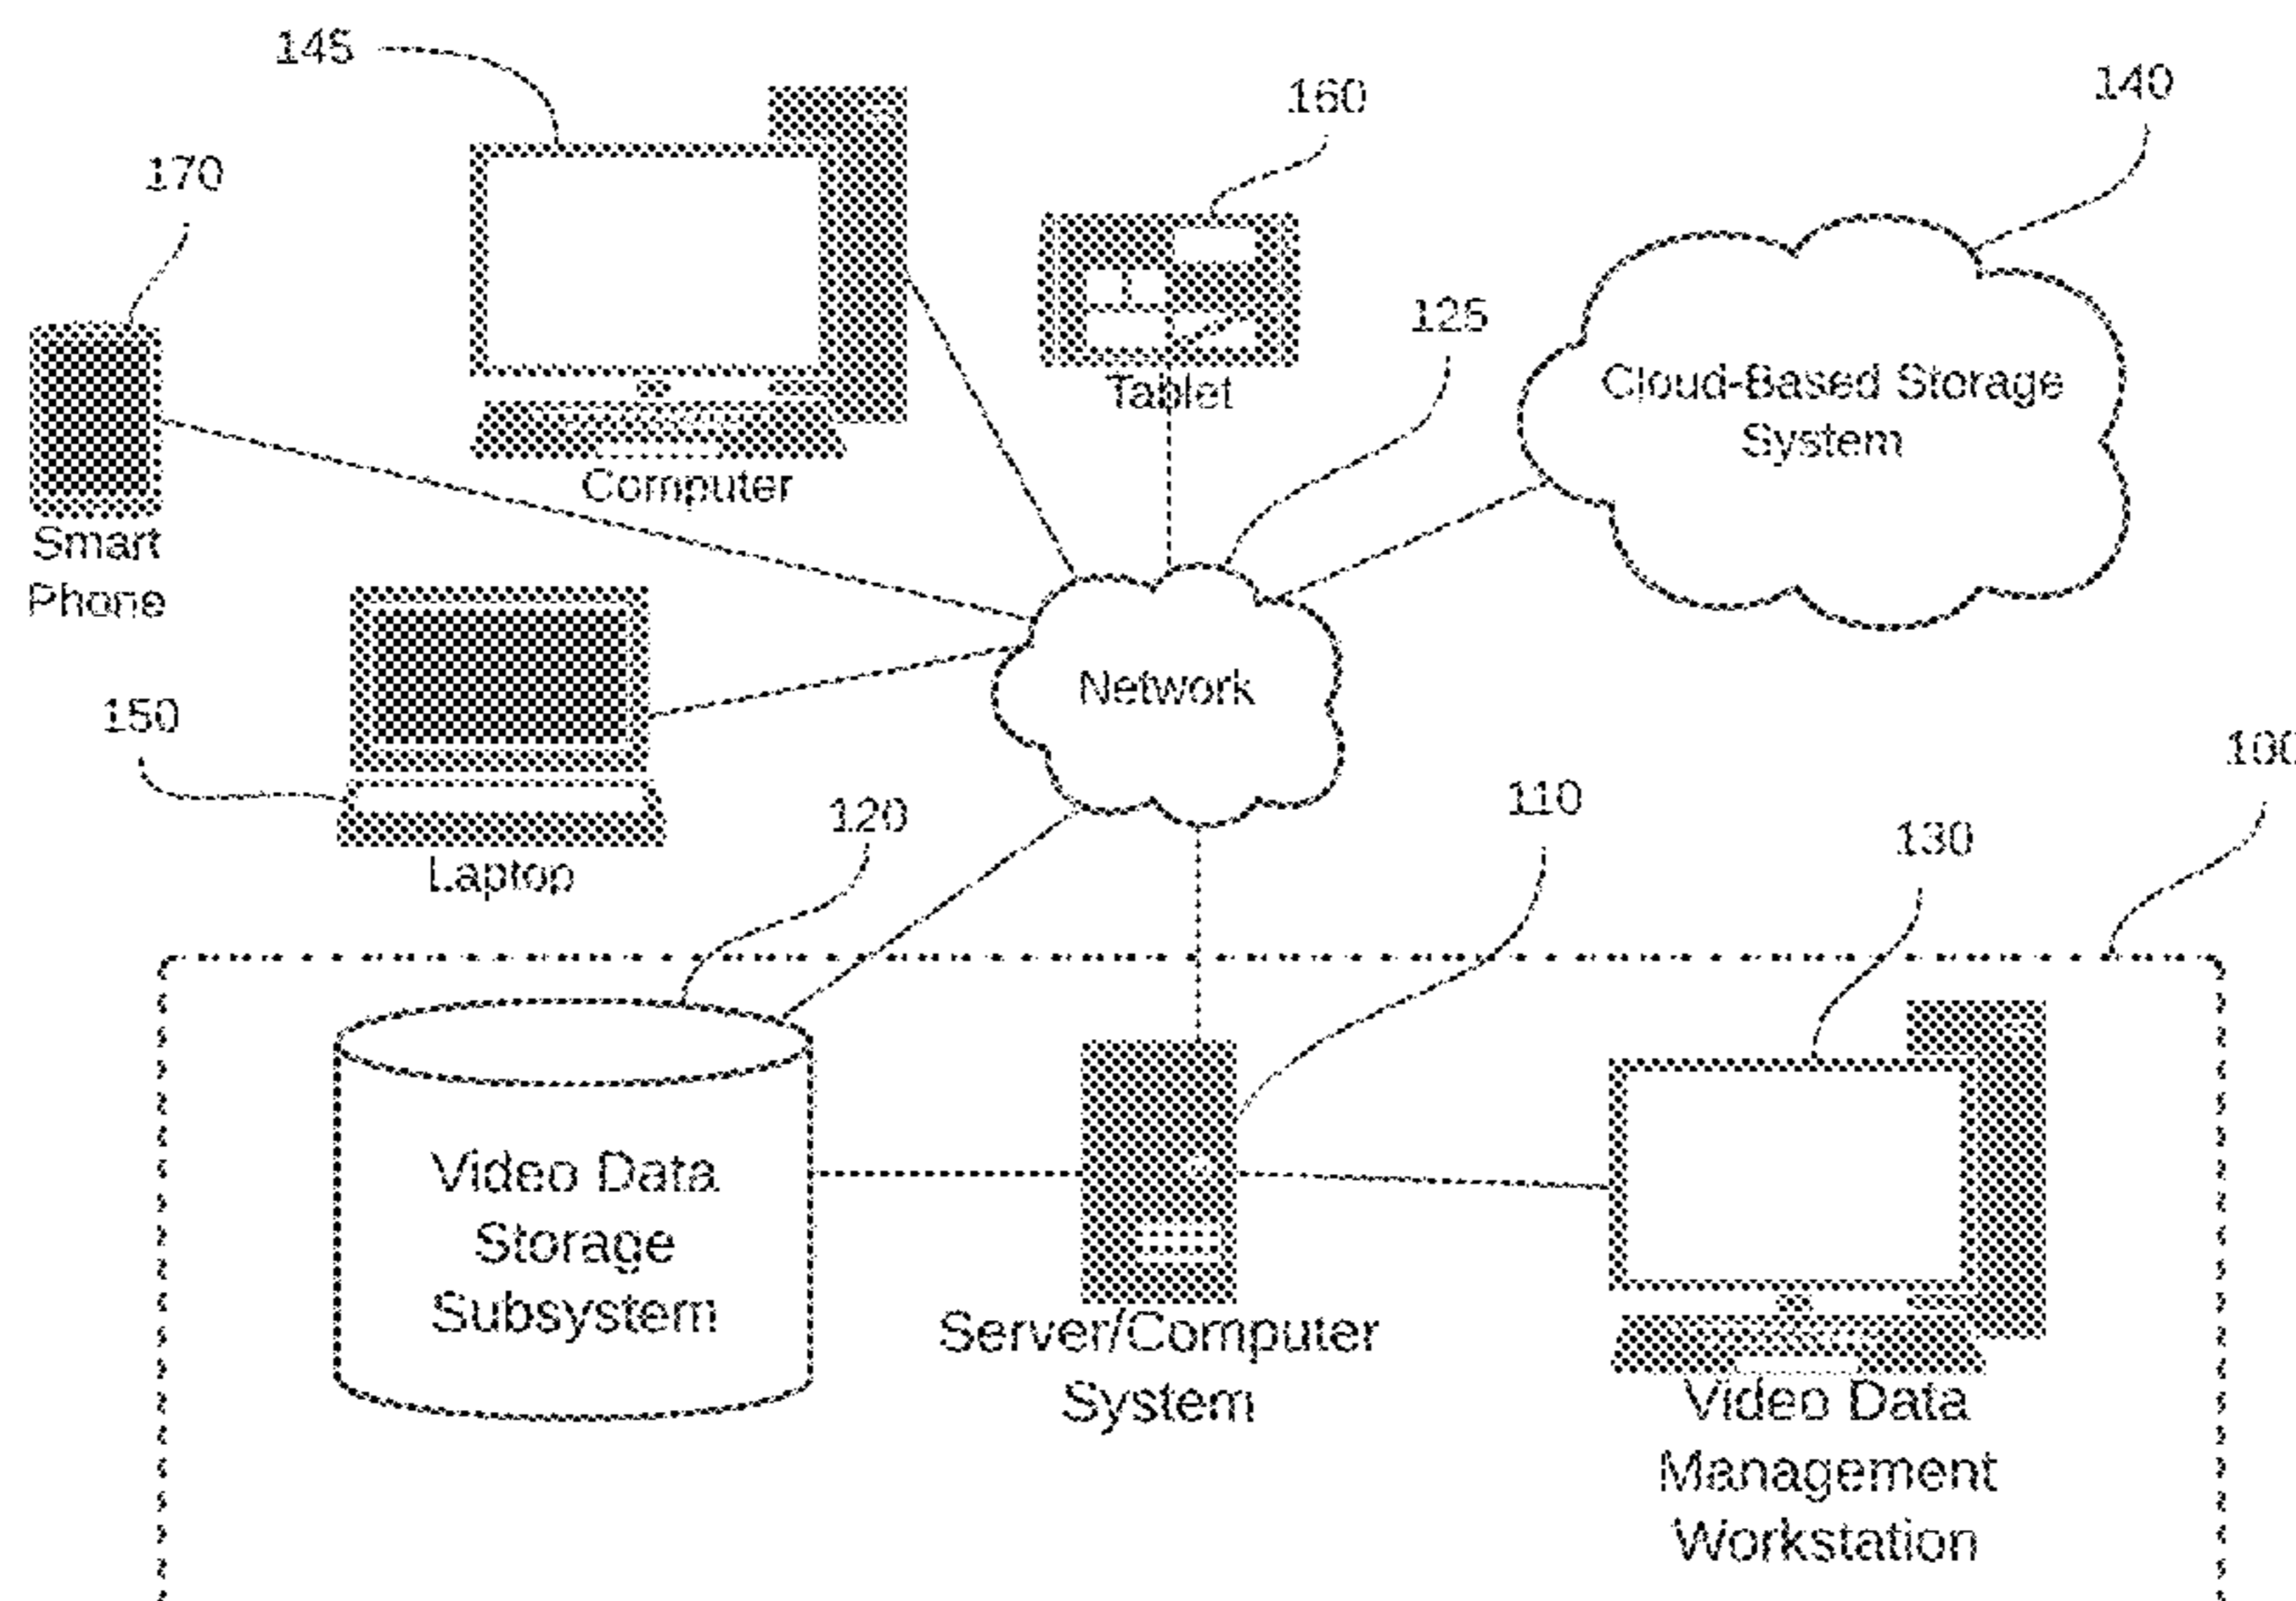 145
160
140
170
125
Cloud-Based Storage
System
Tablet
Computer
Smart
Phone
Network
150
100
110
120
130
Laptop
Video Data
Storage
Subsystem
Server/Computer
System
Video Data
Management
Workstation